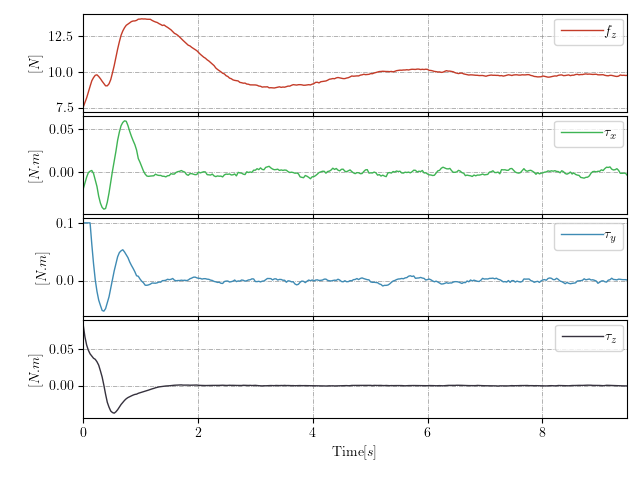 12.5
10.0
7.5
[N]
f_z
0.05
0.00
[N.m]
τ_x
0.1
0.0
[N.m]
τ_y
0.05
0.00
[N.m]
τ_z
0 2 4 6 8
Time[s]